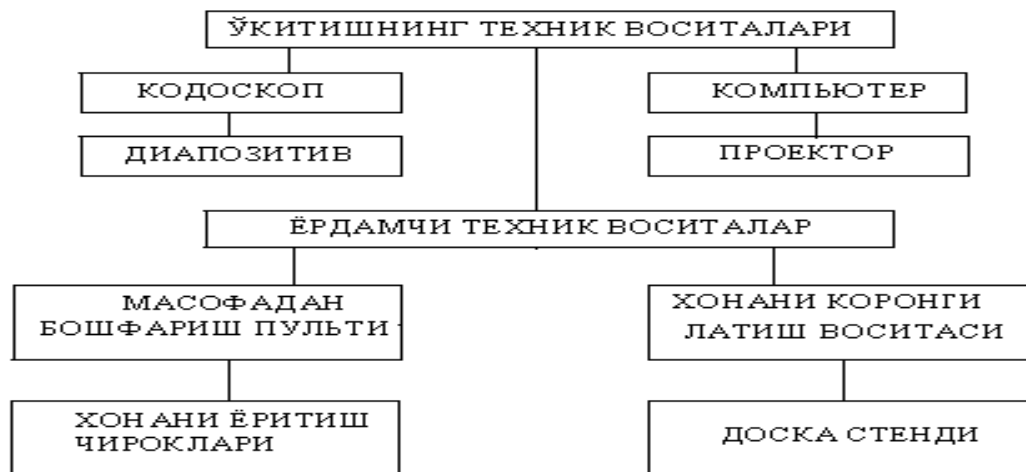 ЎКИТИШНИНГ ТЕХНИК ВОСИТАЛАРИ
КОДОСКОП
КОМПЬЮТЕР
ДИАПОЗИТИВ
ПРОЕКТОР
ЁРДАМЧИ ТЕХНИК ВОСИТАЛАР
МАСОФАДАН
БОШФАРИШ ПУЛЬТИ
ХОНАНИ КОРОНГИ
ЛАТИШ ВОСИТАСИ
ХОНАНИ ЁРИТИШ
ЧИРОКЛАРИ
ДОСКА СТЕНДИ